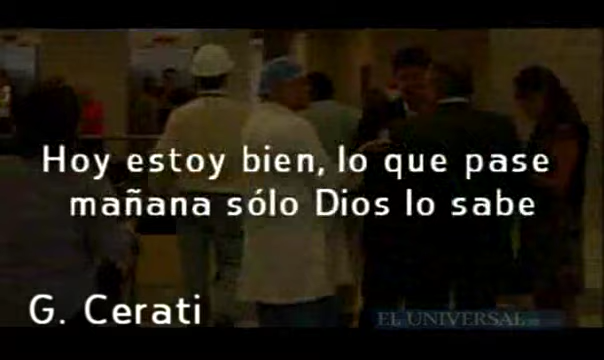 Hoy estoy bien, lo que pase
mañana sólo Dios lo sabe
G. Cerati
EL UNIVERSAL